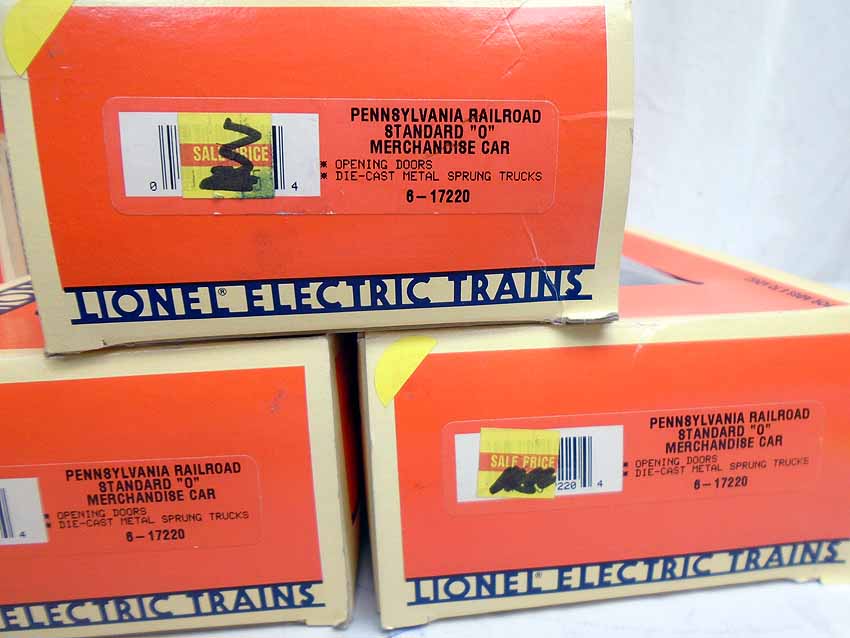 PENNSYLVANIA RAILROAD
STANDARD "O"
MERCHANDISE CAR
* OPENING DOORS
* DIE-CAST METAL SPRUNG TRUCKS
6-17220
SALE PRICE
0 4
LIONEL® ELECTRIC TRAINS
PENNSYLVANIA RAILROAD
STANDARD "O"
MERCHANDISE CAR
OPENING DOORS
DIE-CAST METAL SPRUNG TRUCKS
6-17220
4
ELECTRIC TRAINS
PENNSYLVANIA RAILROAD
STANDARD "O"
MERCHANDISE CAR
OPENING DOORS
DIE-CAST METAL SPRUNG TRUCKS
6-17220
SALE PRICE
220 4
LIONEL® ELECTRIC TRAINS